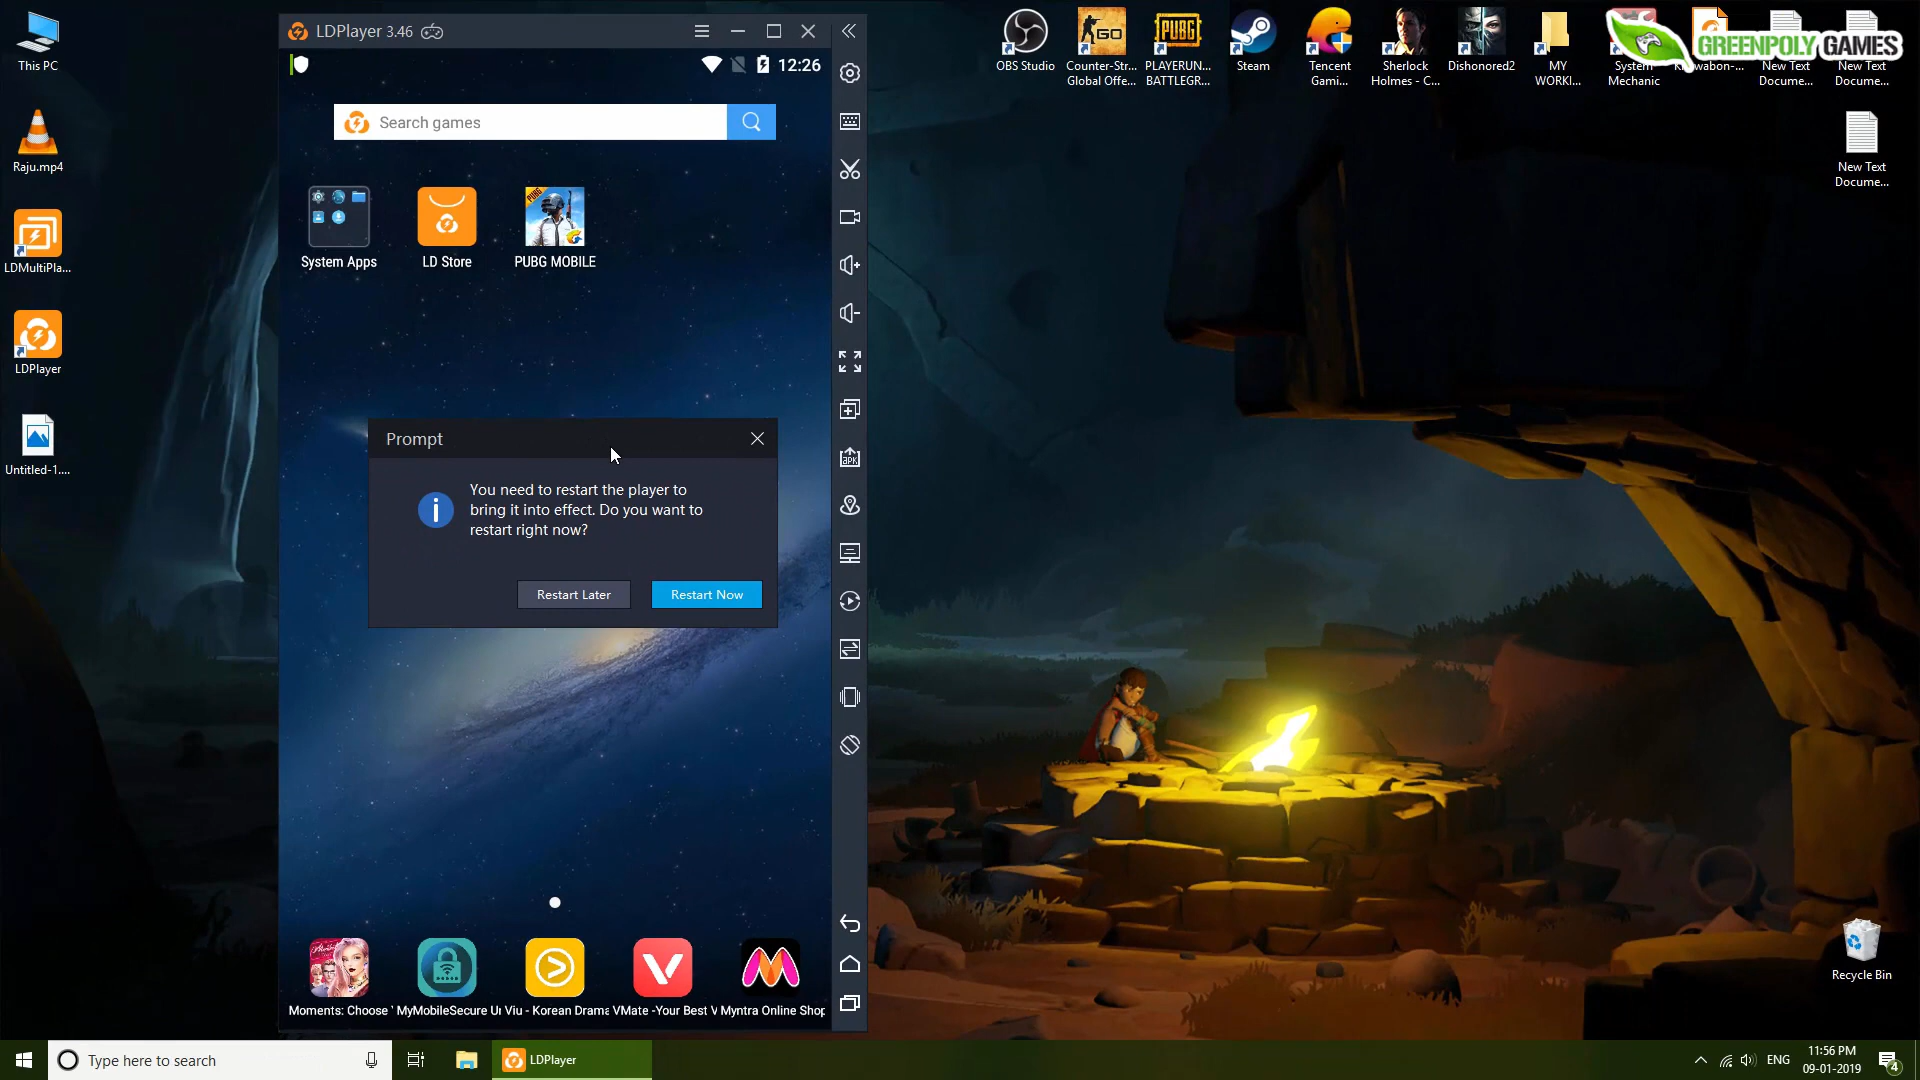 This PC
Raju.mp4
LDMultiPla...
LDPlayer
Untitled-1....
LDPlayer 3.46
12:26
Search games
System Apps
LD Store
PUBG MOBILE
PUBG
Prompt
You need to restart the player to
bring it into effect. Do you want to
restart right now?
Restart Later
Restart Now
APK
Moments: Choose
MyMobileSecure
Viu - Korean Drama
VMate -Your Best V
Myntra Online Shop
OBS Studio
GO
Counter-Str...
Global Offe...
PUBG
PLAYERUN...
BATTLEGR...
Steam
Tencent
Gami...
Sherlock
Holmes - C...
Dishonored2
MY
WORKI...
System
Mechanic
New Text
Docume...
New Text
Docume...
GREENPOLY GAMES
New Text
Docume...
Recycle Bin
Type here to search
LDPlayer
ENG
11:56 PM
09-01-2019
4